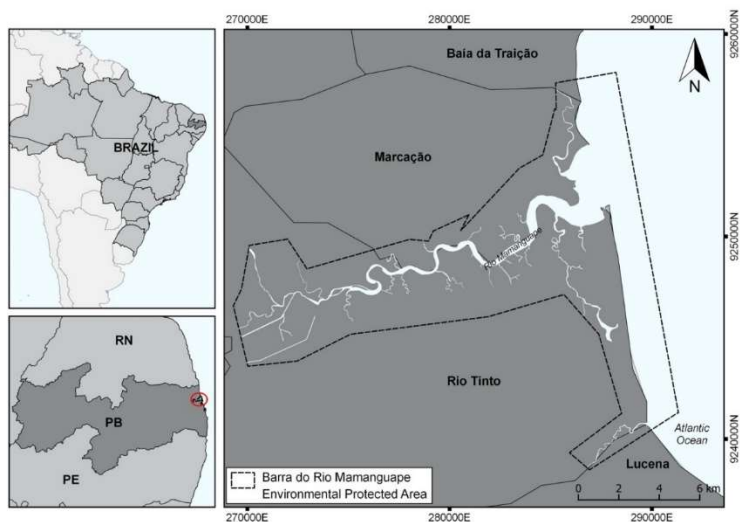 BRAZIL
RN
PB
PE
270000E
280000E
290000E
9260000N
9250000N
9240000N
Baía da Traição
N
Marcação
Rio Mamanguape
Rio Tinto
Atlantic
Ocean
Lucena
Barra do Rio Mamanguape
Environmental Protected Area
0 2 4 6 km
270000E
280000E
290000E